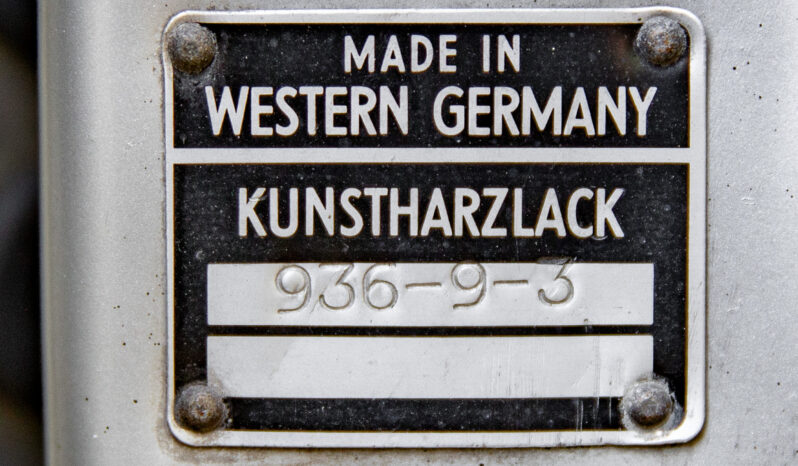 MADE IN
WESTERN GERMANY
KUNSTHARZLACK
936-9-3